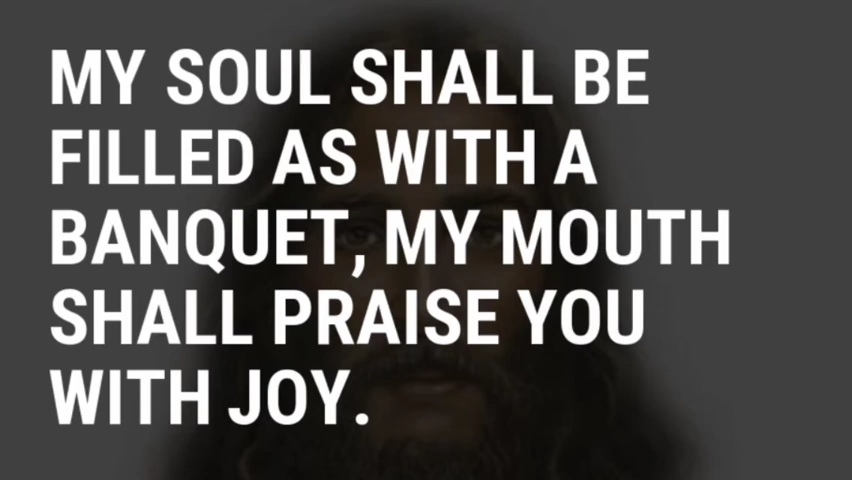 MY SOUL SHALL BE
FILLED AS WITH A
BANQUET, MY MOUTH
SHALL PRAISE YOU
WITH JOY.